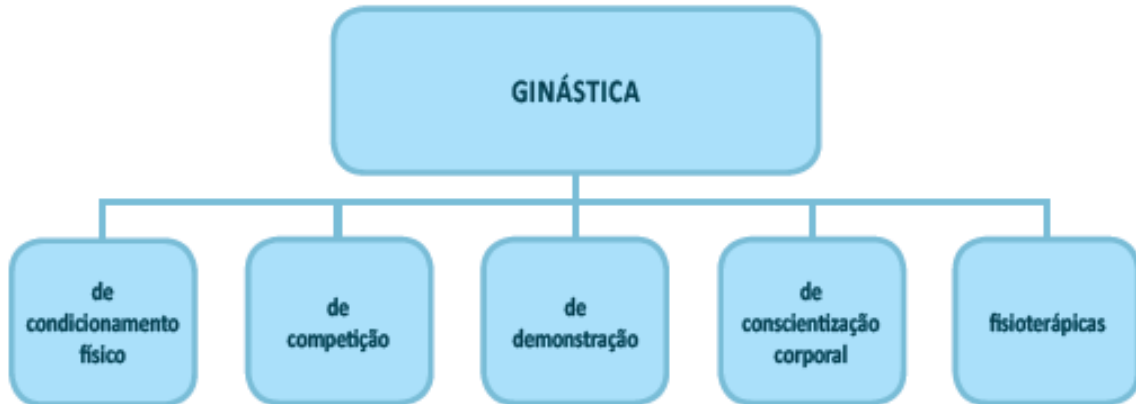 GINÁSTICA
de
condicionamento
físico
de
competição
de
demonstração
de
conscientização
corporal
fisioterápicas